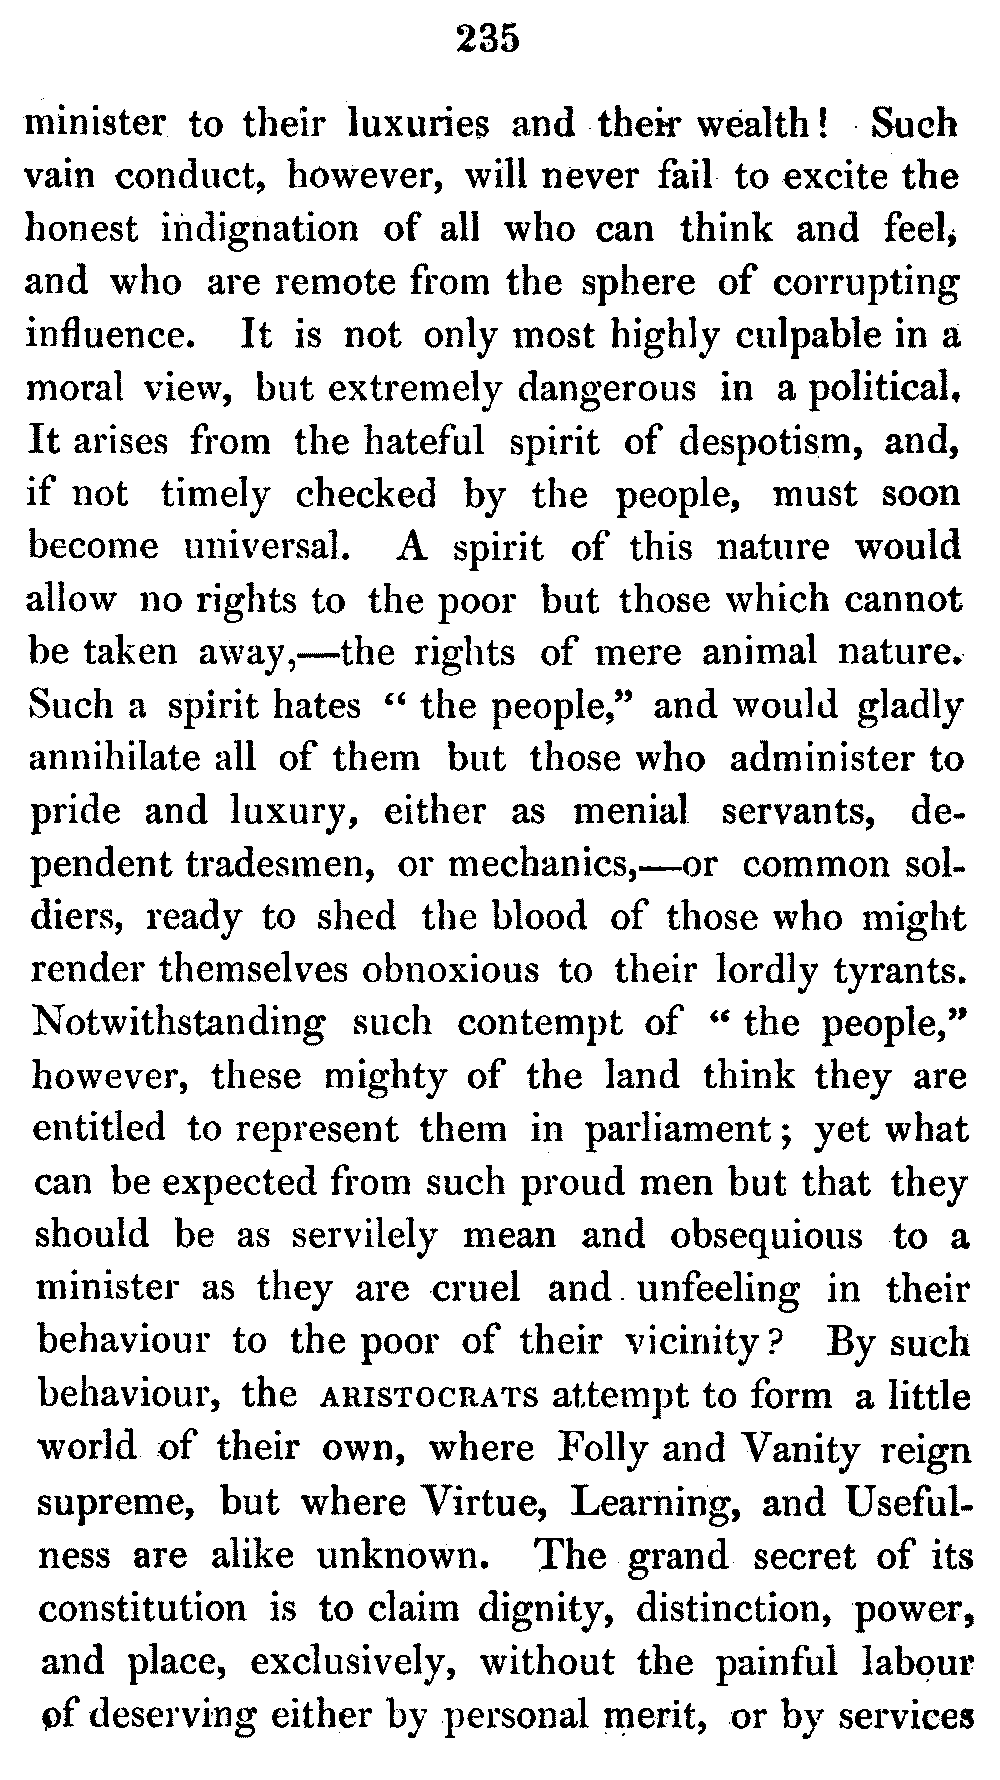 235
minister to their luxuries and their wealth! Such
vain conduct, however, will never fail to excite the
honest indignation of all who can think and feel,
and who are remote from the sphere of corrupting
influence. It is not only most highly culpable in a
moral view, but extremely dangerous in a political.
It arises from the hateful spirit of despotism, and,
if not timely checked by the people, must soon
become universal. A spirit of this nature would
allow no rights to the poor but those which cannot
be taken away,—the rights of mere animal nature.
Such a spirit hates “ the people,” and would gladly
annihilate all of them but those who administer to
pride and luxury, either as menial servants, de-
pendent tradesmen, or mechanics,—or common sol-
diers, ready to shed the blood of those who might
render themselves obnoxious to their lordly tyrants.
Notwithstanding such contempt of “ the people,”
however, these mighty of the land think they are
entitled to represent them in parliament; yet what
can be expected from such proud men but that they
should be as servilely mean and obsequious to a
minister as they are cruel and unfeeling in their
behaviour to the poor of their vicinity? By such
behaviour, the ARISTOCRATS attempt to form a little
world of their own, where Folly and Vanity reign
supreme, but where Virtue, Learning, and Useful-
ness are alike unknown. The grand secret of its
constitution is to claim dignity, distinction, power,
and place, exclusively, without the painful labour
of deserving either by personal merit, or by services